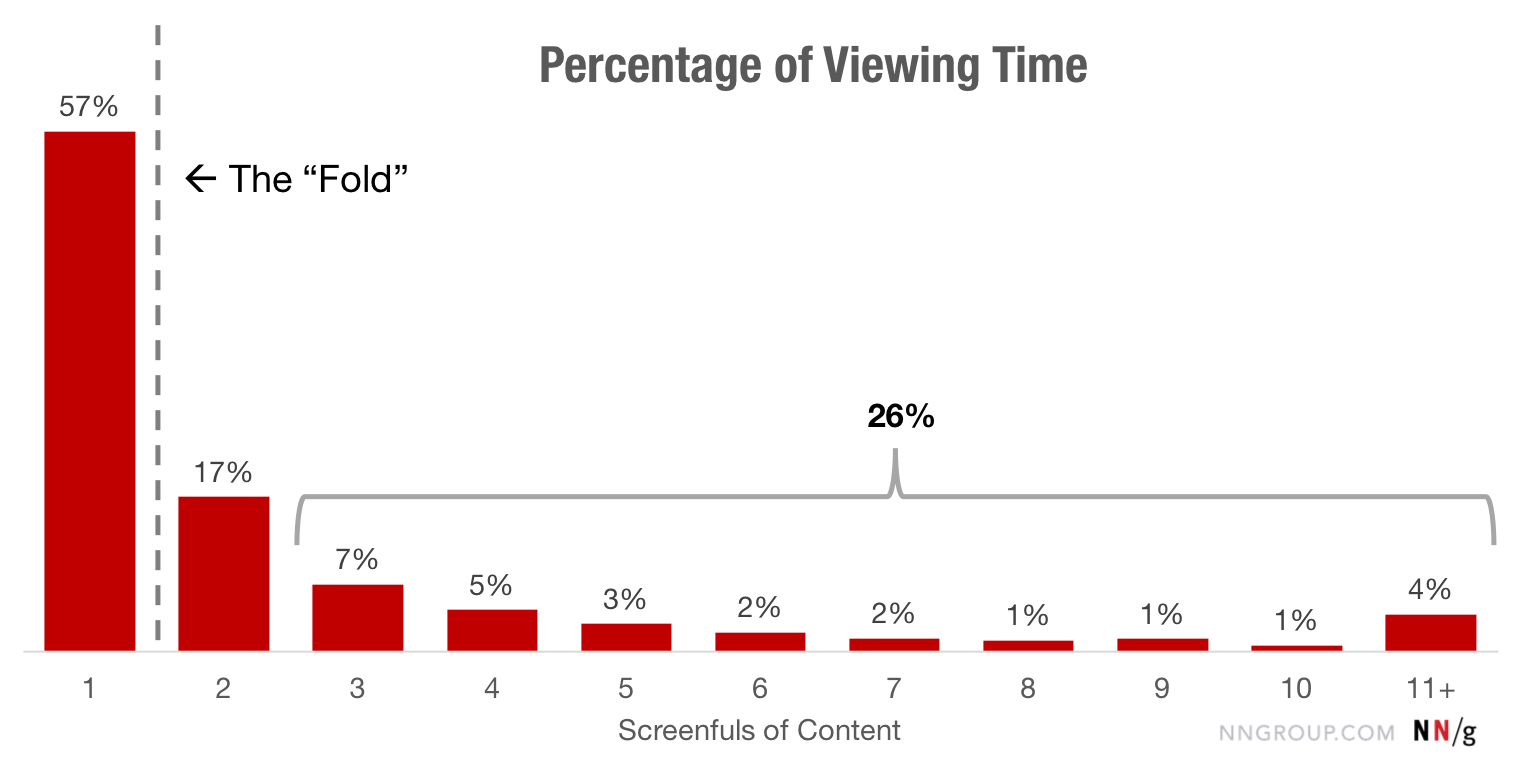 Percentage of Viewing Time
57%
← The “Fold”
26%
17%
7%
5%
3%
2%
2%
1%
1%
1%
4%
1 2 3 4 5 6 7 8 9 10 11+
Screenfuls of Content
NNGROUP.COM NN/g